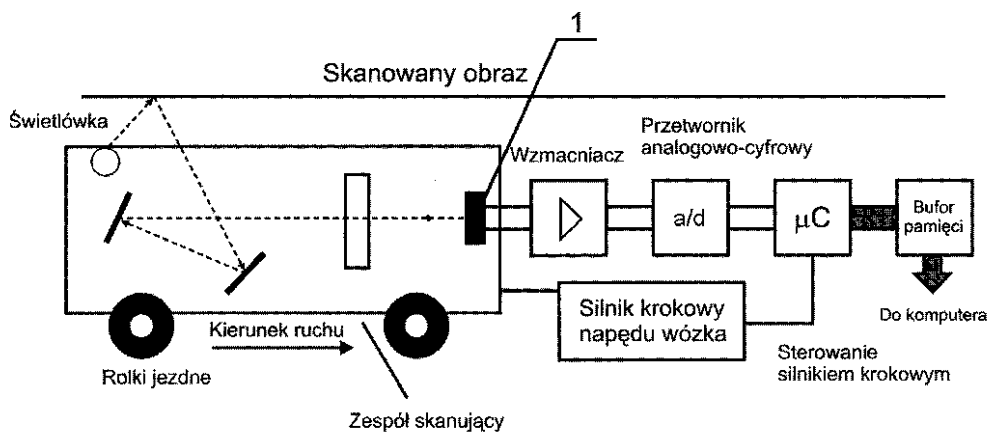 1
Skanowany obraz
Świetlówka
Wzmacniacz
Przetwornik
analogowo-cyfrowy
a/d
µC
Bufor
pamięci
Silnik krokowy
napędu wózka
Do komputera
Kierunek ruchu
Rolki jezdne
Sterowanie
silnikiem krokowym
Zespół skanujący